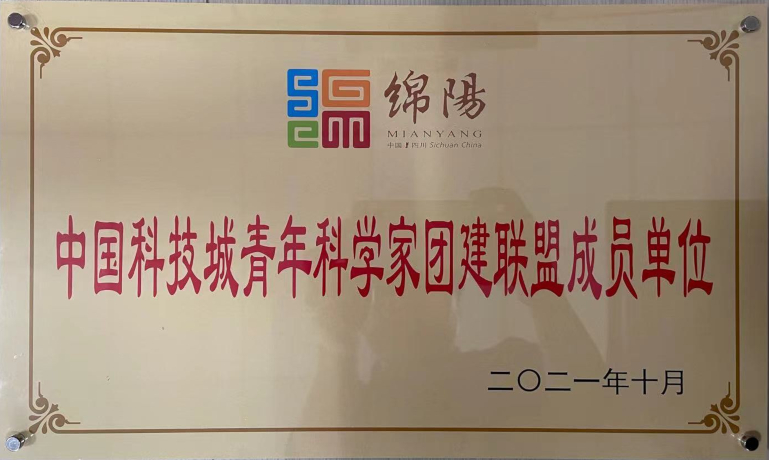 绵陽
MIANYANG
中国 四川 Sichuan China
中国科技城青年科学家团建联盟成员单位
二〇二一年十月